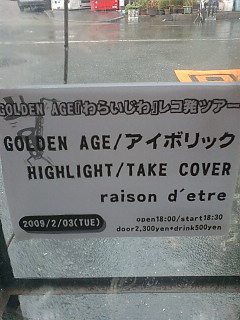 GOLDEN AGE『わらいじわ』レコ発ツアー
GOLDEN AGE/アイボリック
HIGHLIGHT/TAKE COVER
raison d´etre
2009/2/03(TUE)
open18:00/start18:30
door2,300yen+drink500yen